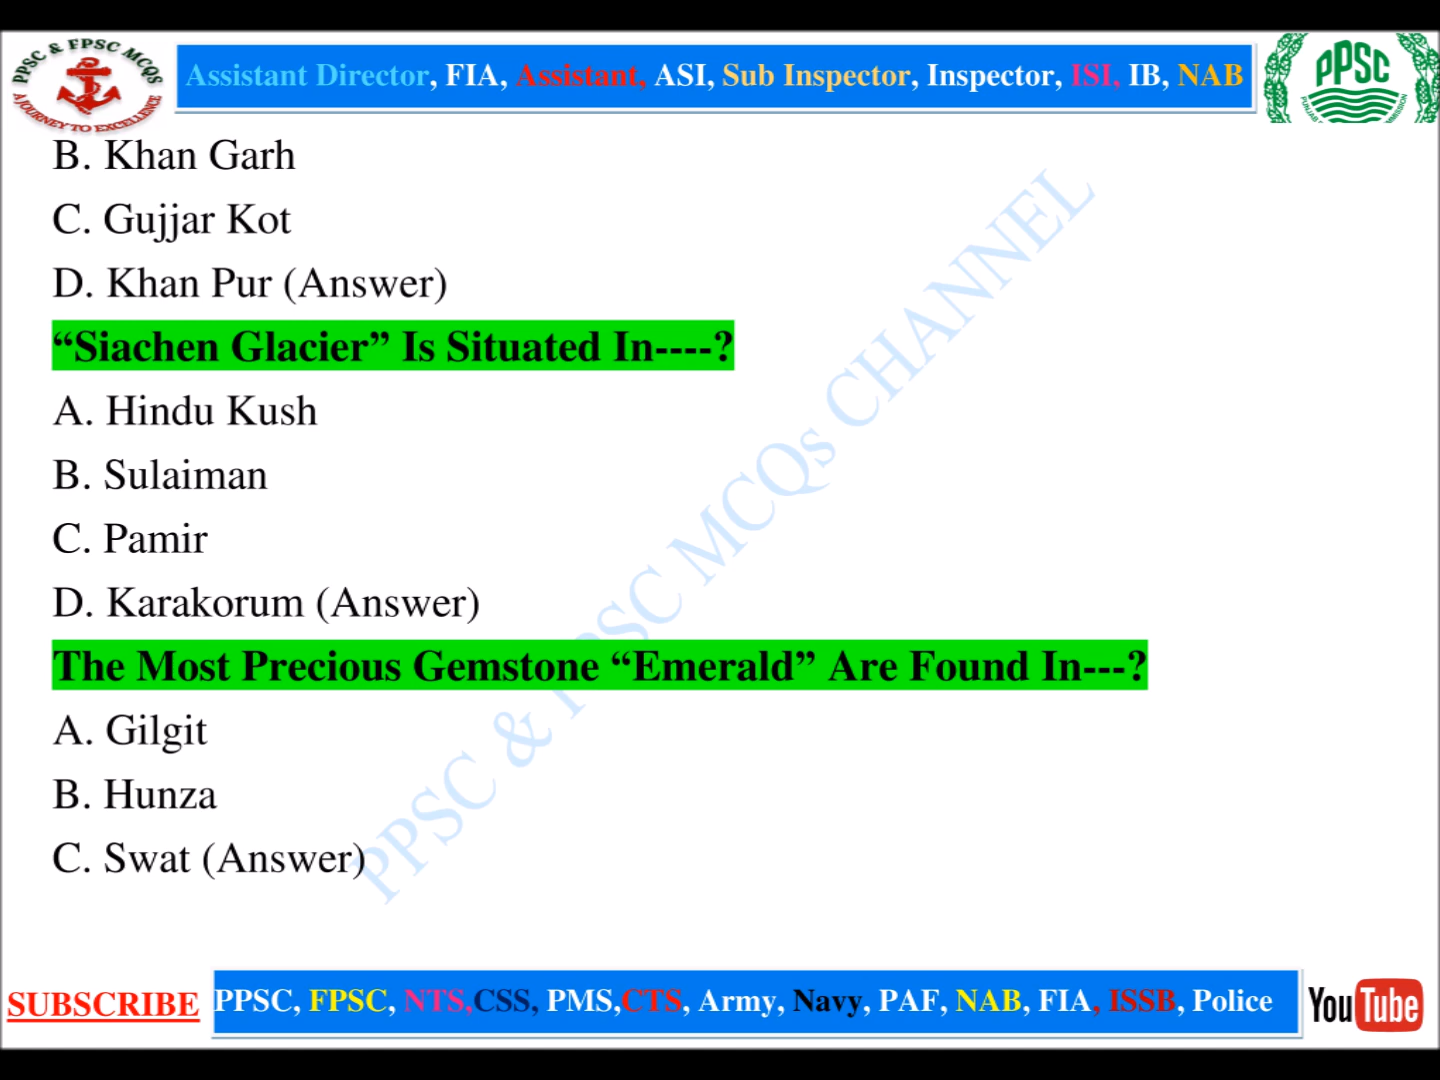 PPSC & FPSC MCQS
A JOURNEY TO EXCELLENCE
Assistant Director, FIA, Assistant, ASI, Sub Inspector, Inspector, ISI, IB, NAB
PPSC
B. Khan Garh
C. Gujjar Kot
D. Khan Pur (Answer)
“Siachen Glacier” Is Situated In----?
A. Hindu Kush
B. Sulaiman
C. Pamir
D. Karakorum (Answer)
The Most Precious Gemstone “Emerald” Are Found In---?
A. Gilgit
B. Hunza
C. Swat (Answer)
PPSC & FPSC MCQs CHANNEL
SUBSCRIBE
PPSC, FPSC, NTS,CSS, PMS,CTS, Army, Navy, PAF, NAB, FIA, ISSB, Police
YouTube